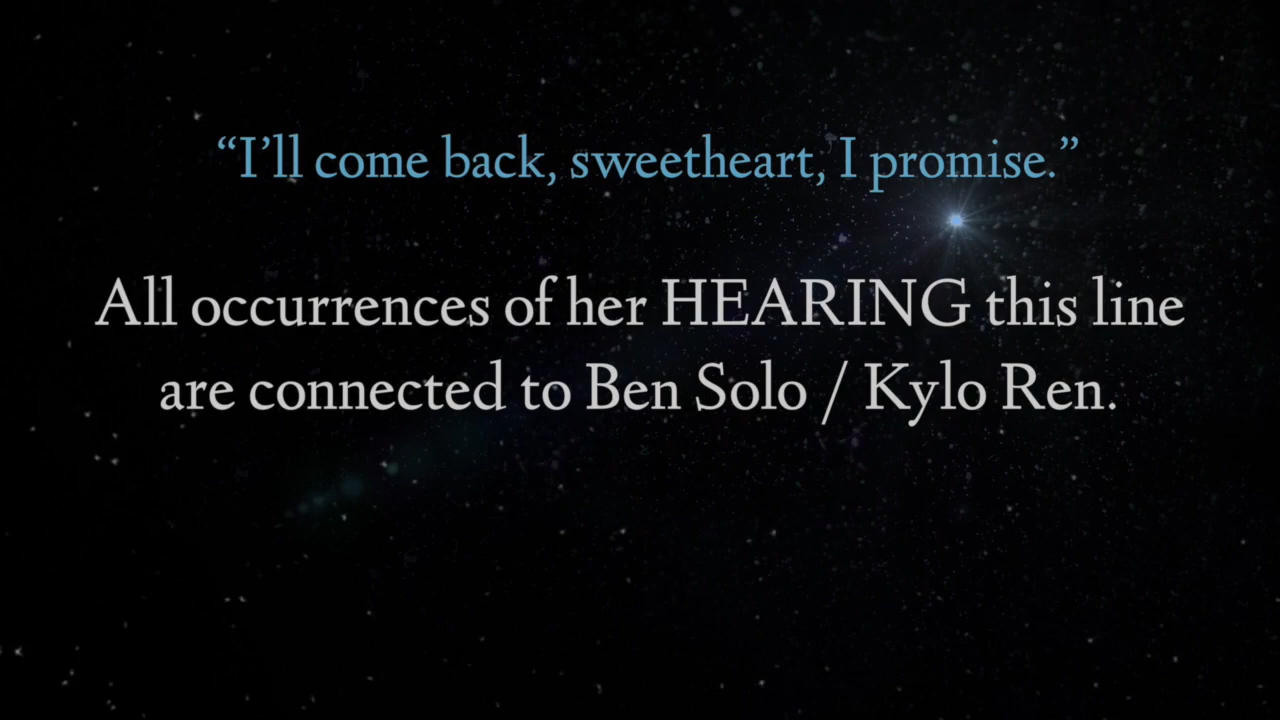 “I’ll come back, sweetheart, I promise.”
All occurrences of her HEARING this line
are connected to Ben Solo / Kylo Ren.